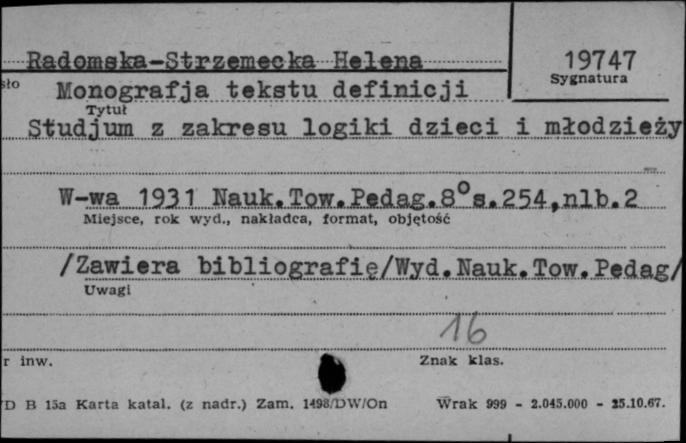 Radomska-Strzemecka Helena
19747
Sygnatura
sło
Monografja tekstu definicji
Tytuł
Studjum z zakresu logiki dzieci i młodzieży
W-wa 1931 Nauk.Tow.Pedag.8°s.254,nlb.2
Miejsce, rok wyd., nakładca, format, objętość
/Zawiera bibliografię/Wyd.Nauk.Tow.Pedag/
Uwagi
16
r inw.
Znak klas.
D B 15a Karta katal. (z nadr.) Zam. 1498/DW/On Wrak 999 - 2.045.000 - 25.10.67.